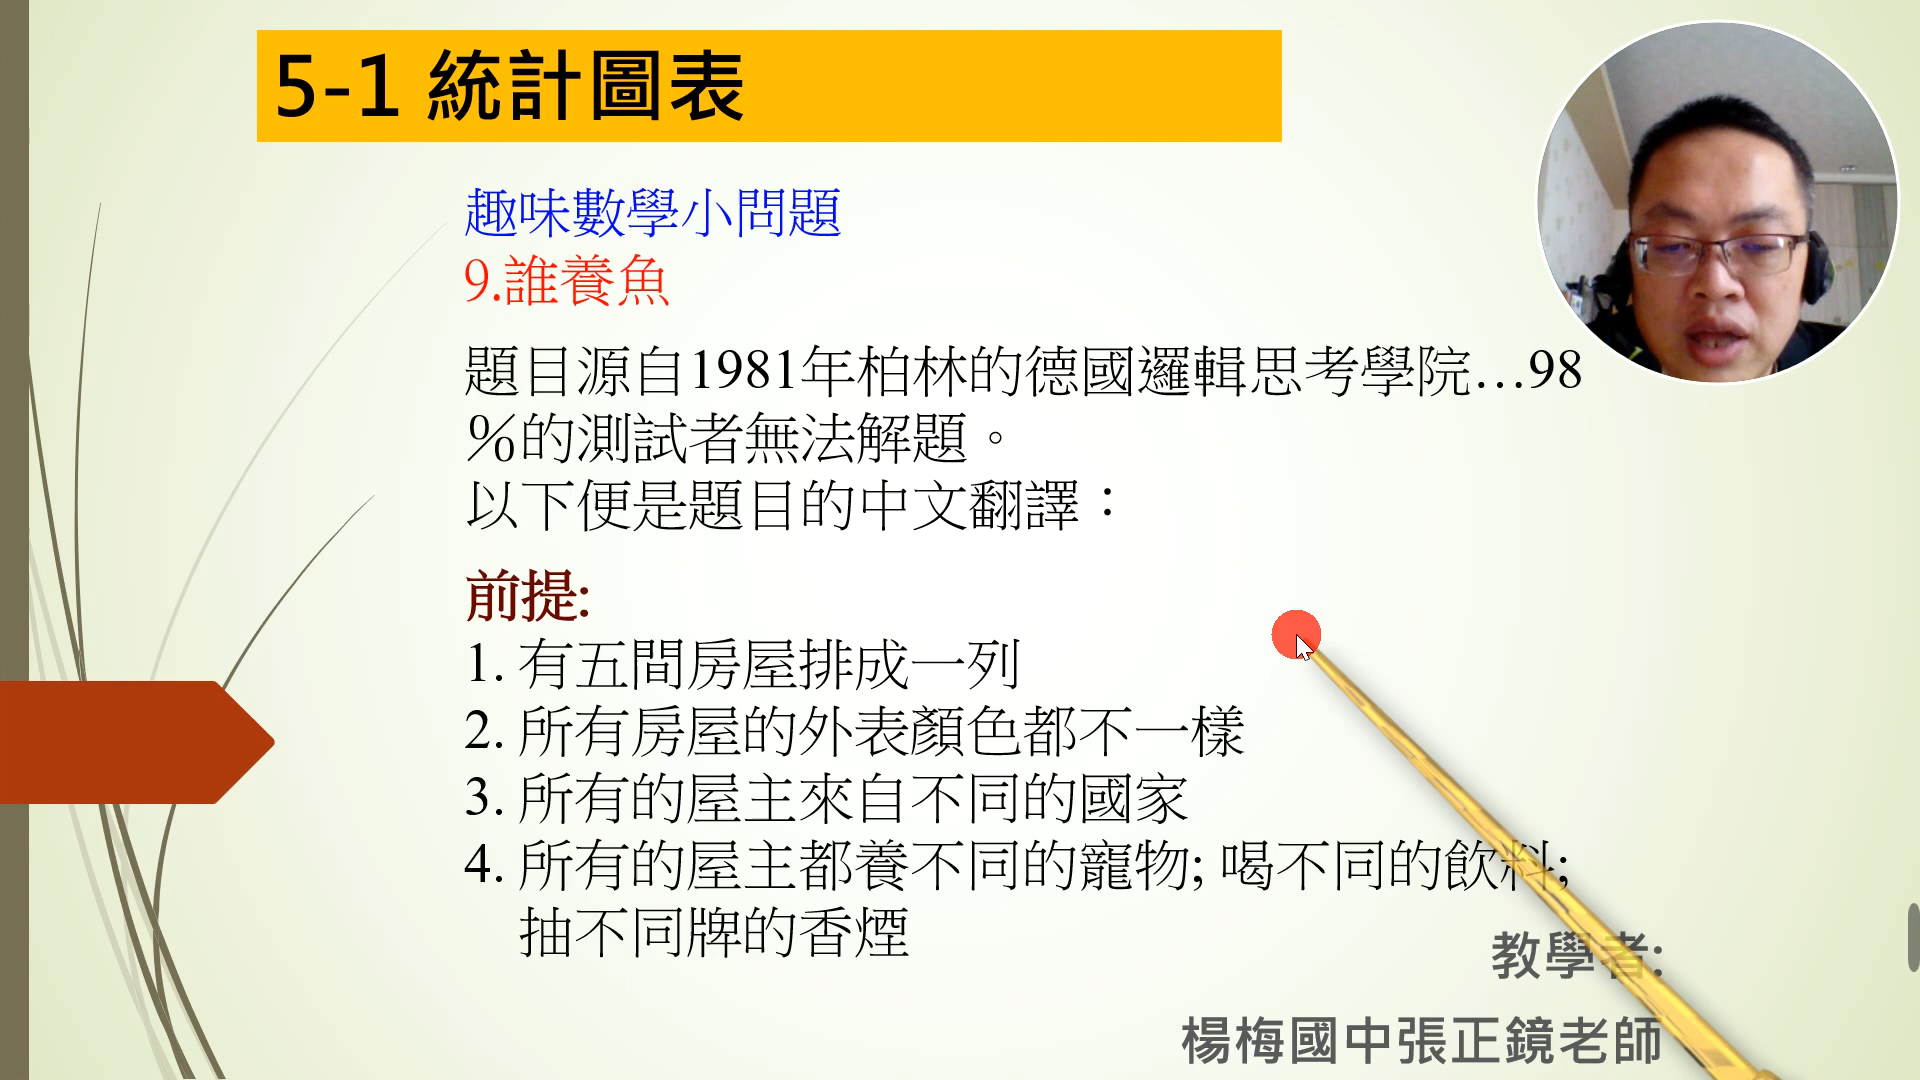 5-1 統計圖表
趣味數學小問題
9.誰養魚
題目源自1981年柏林的德國邏輯思考學院…98
%的測試者無法解題。
以下便是題目的中文翻譯：
前提:
1. 有五間房屋排成一列
2. 所有房屋的外表顏色都不一樣
3. 所有的屋主來自不同的國家
4. 所有的屋主都養不同的寵物; 喝不同的飲料;
抽不同牌的香煙
教學者:
楊梅國中張正鏡老師